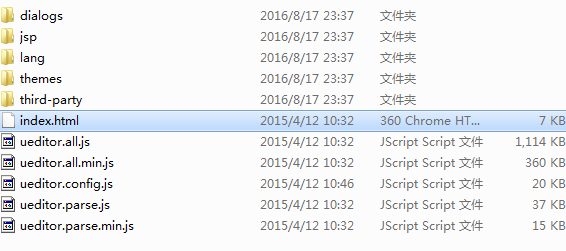 dialogs 2016/8/17 23:37 文件夹
jsp 2016/8/17 23:37 文件夹
lang 2016/8/17 23:37 文件夹
themes 2016/8/17 23:37 文件夹
third-party 2016/8/17 23:37 文件夹
index.html 2015/4/12 10:32 360 Chrome HT... 7 KB
ueditor.all.js 2015/4/12 10:32 JScript Script 文件 1,114 KB
ueditor.all.min.js 2015/4/12 10:32 JScript Script 文件 360 KB
ueditor.config.js 2015/4/12 10:46 JScript Script 文件 20 KB
ueditor.parse.js 2015/4/12 10:32 JScript Script 文件 37 KB
ueditor.parse.min.js 2015/4/12 10:32 JScript Script 文件 15 KB